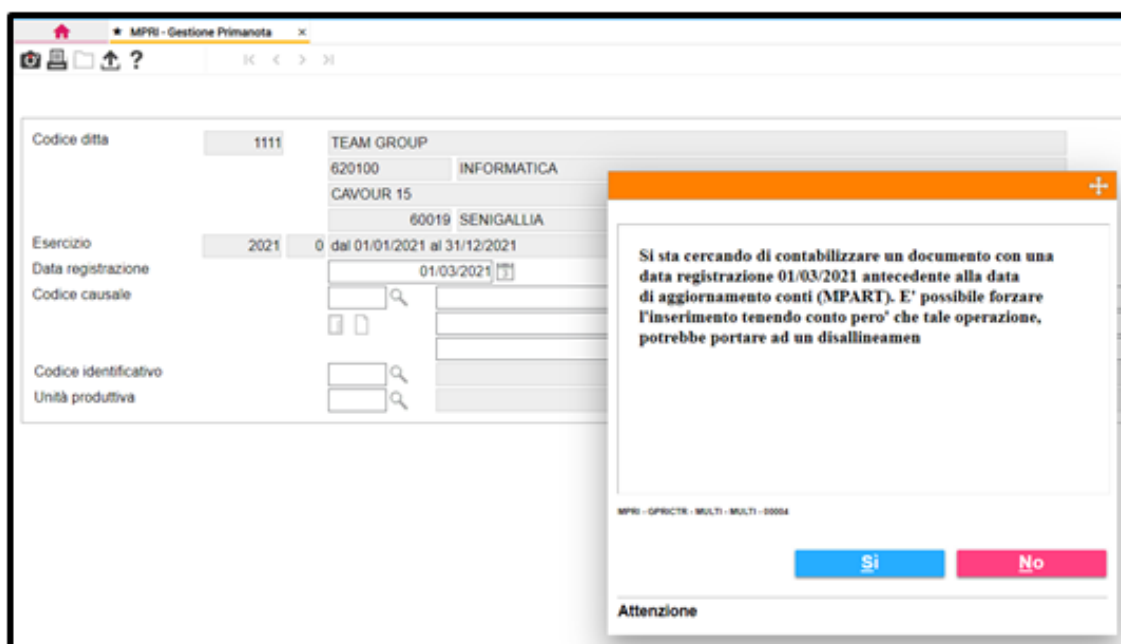 ★ MPRI - Gestione Primanota ×
?
Codice ditta 1111 TEAM GROUP
620100 INFORMATICA
CAVOUR 15
60019 SENIGALLIA
Esercizio 2021 0 dal 01/01/2021 al 31/12/2021
Data registrazione 01/03/2021
Codice causale
Codice identificativo
Unità produttiva
Si sta cercando di contabilizzare un documento con una
data registrazione 01/03/2021 antecedente alla data
di aggiornamento conti (MPART). E' possibile forzare
l'inserimento tenendo conto pero' che tale operazione,
potrebbe portare ad un disallineamen
MPRI - GPRICTR - MULTI - MULTI - 00004
Si No
Attenzione